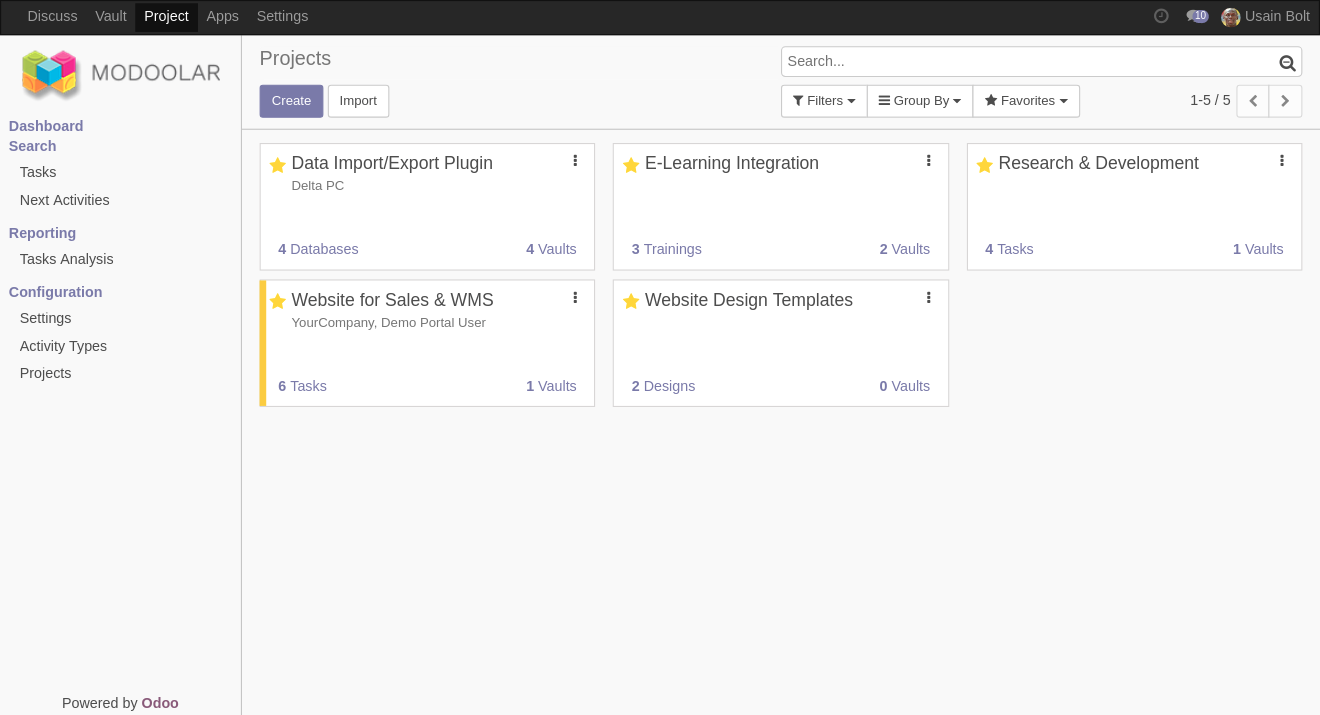 Discuss Vault Project Apps Settings 10 Usain Bolt
MODOOLAR
Dashboard
Search
Tasks
Next Activities
Reporting
Tasks Analysis
Configuration
Settings
Activity Types
Projects
Powered by Odoo
Projects
Search...
Create Import
Filters Group By Favorites 1-5 / 5
Data Import/Export Plugin
Delta PC
4 Databases 4 Vaults
E-Learning Integration
3 Trainings 2 Vaults
Research & Development
4 Tasks 1 Vaults
Website for Sales & WMS
YourCompany, Demo Portal User
6 Tasks 1 Vaults
Website Design Templates
2 Designs 0 Vaults